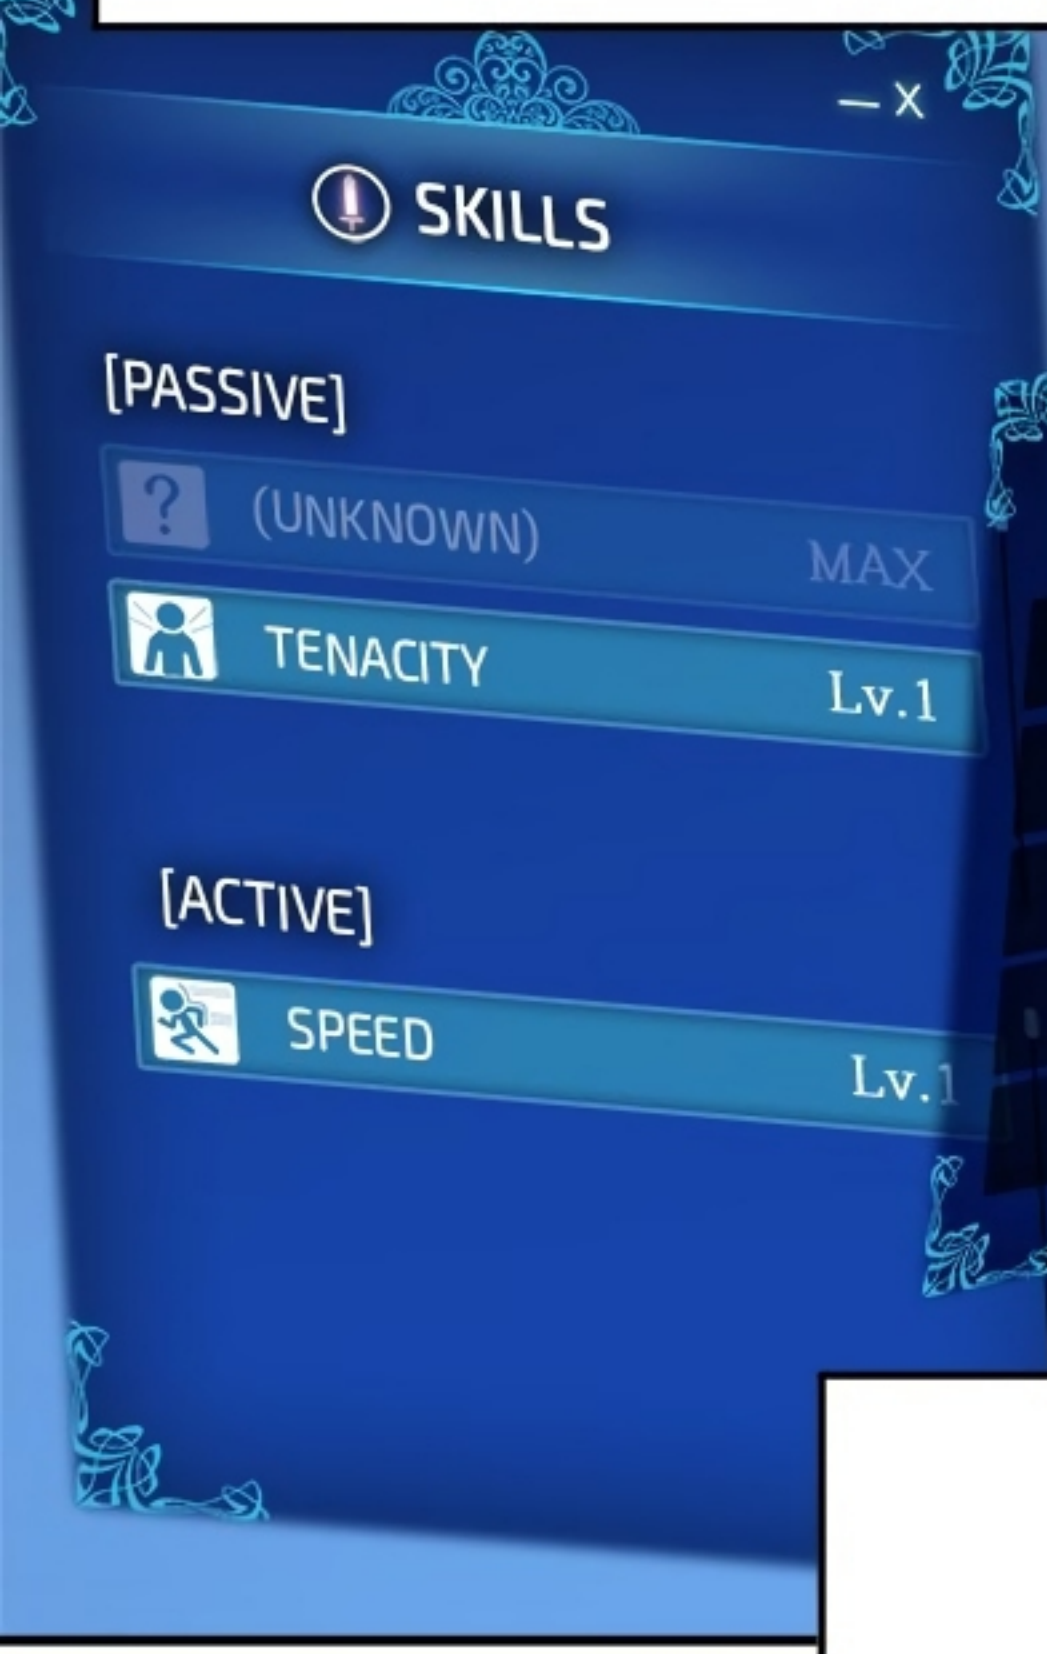 — X
SKILLS
[PASSIVE]
? (UNKNOWN) MAX
TENACITY Lv.1
[ACTIVE]
SPEED Lv.1